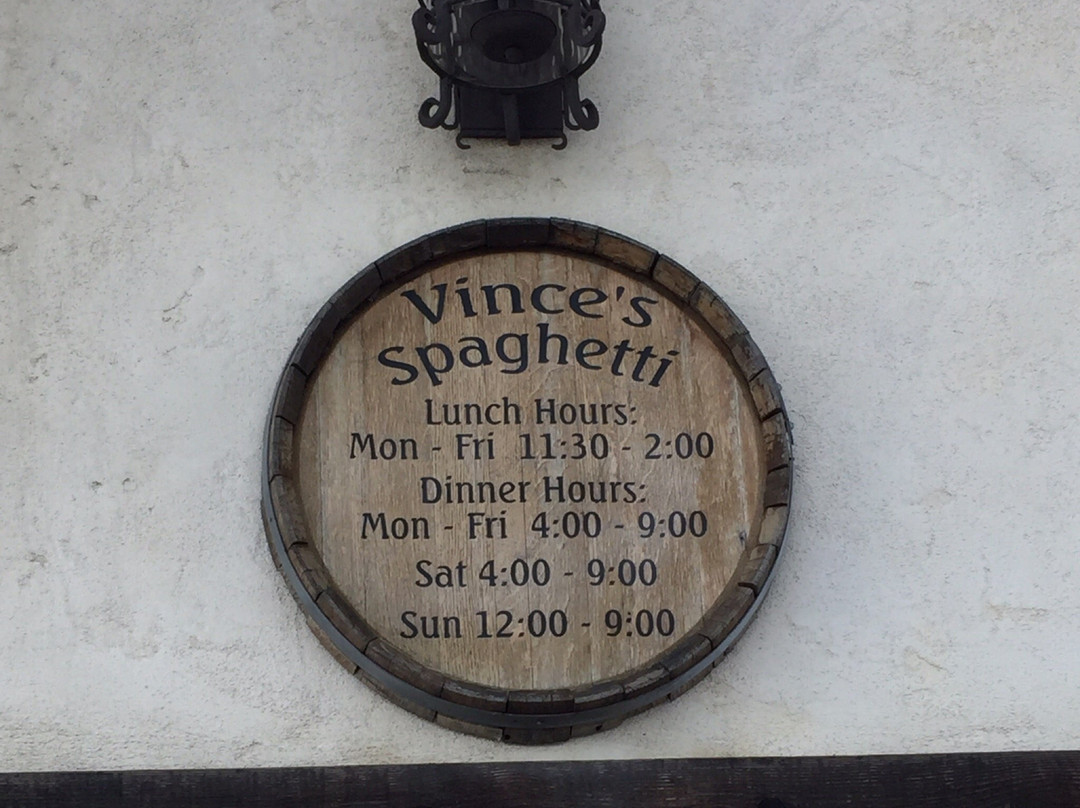 Vince's
Spaghetti
Lunch Hours:
Mon - Fri 11:30 - 2:00
Dinner Hours:
Mon - Fri 4:00 - 9:00
Sat 4:00 - 9:00
Sun 12:00 - 9:00